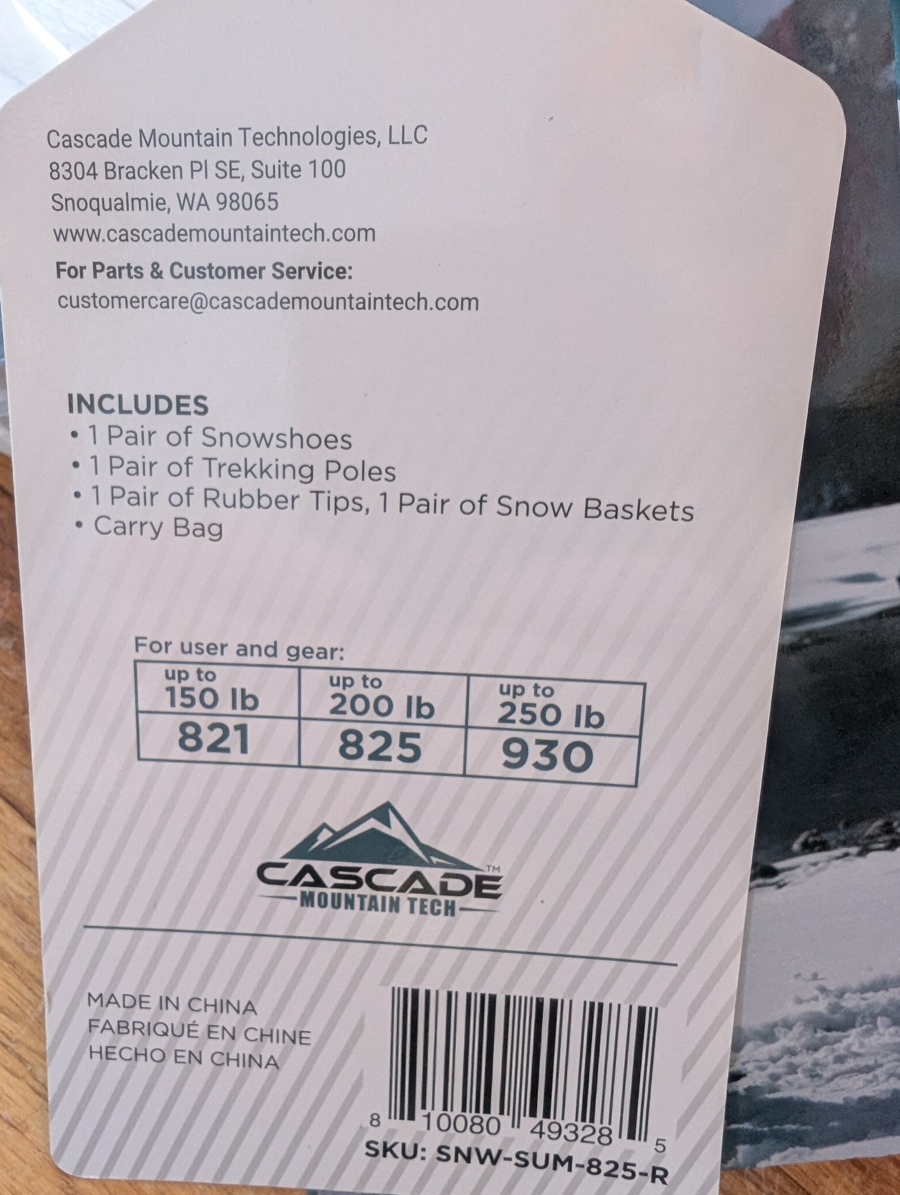 Cascade Mountain Technologies, LLC
8304 Bracken Pl SE, Suite 100
Snoqualmie, WA 98065
www.cascademountaintech.com
For Parts & Customer Service:
customercare@cascademountaintech.com
INCLUDES
• 1 Pair of Snowshoes
• 1 Pair of Trekking Poles
• 1 Pair of Rubber Tips, 1 Pair of Snow Baskets
• Carry Bag
For user and gear:
up to 150 lb up to 200 lb up to 250 lb
821 825 930
CASCADE™
MOUNTAIN TECH
MADE IN CHINA
FABRIQUÉ EN CHINE
HECHO EN CHINA
8 10080 49328 5
SKU: SNW-SUM-825-R